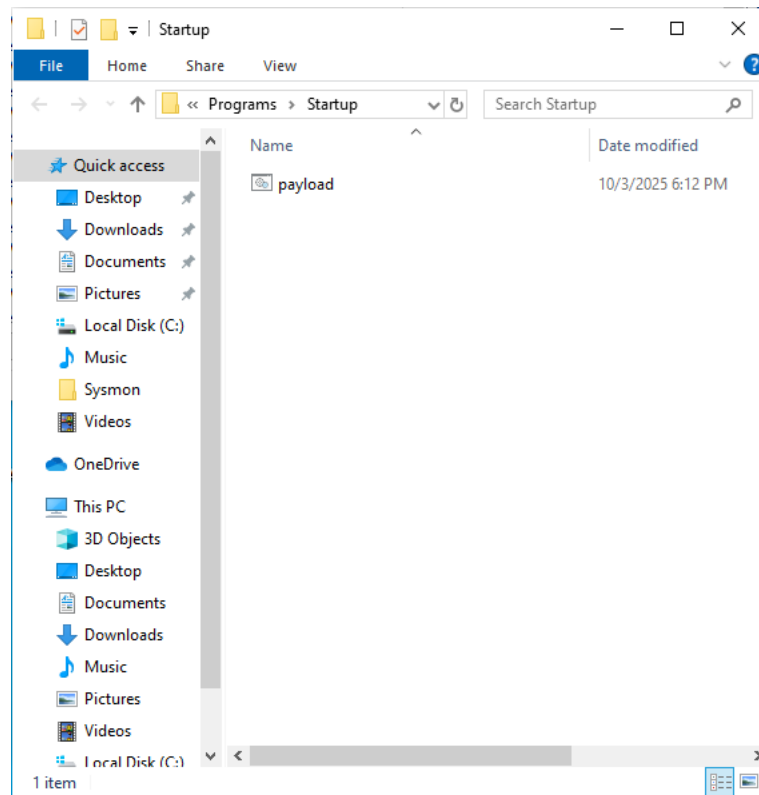 Startup
File Home Share View
?
« Programs > Startup
Search Startup
Name Date modified
payload 10/3/2025 6:12 PM
Quick access
Desktop
Downloads
Documents
Pictures
Local Disk (C:)
Music
Sysmon
Videos
OneDrive
This PC
3D Objects
Desktop
Documents
Downloads
Music
Pictures
Videos
Local Disk (C:)
1 item